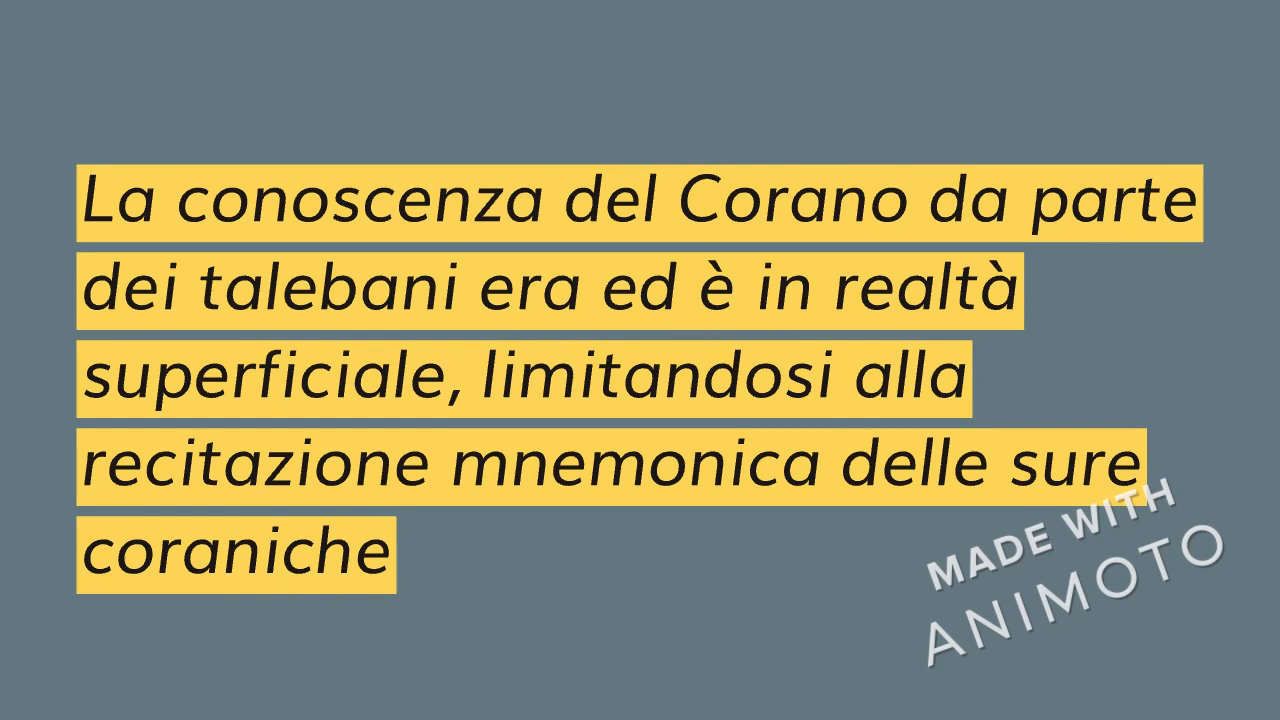 La conoscenza del Corano da parte
dei talebani era ed è in realtà
superficiale, limitandosi alla
recitazione mnemonica delle sure
coraniche
MADE WITH
ANIMOTO